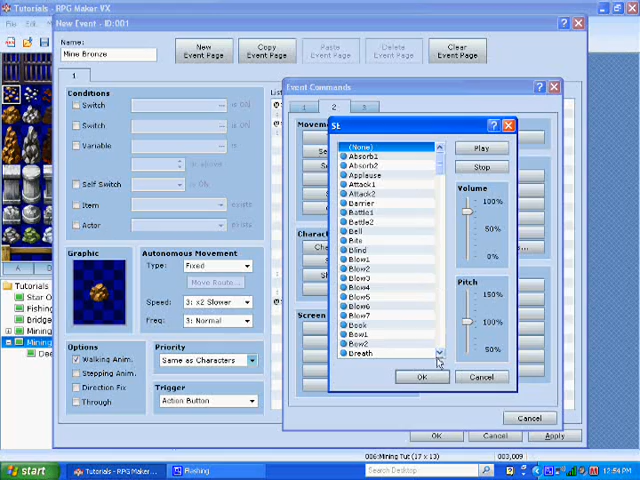 Tutorials - RPG Maker VX
New Event - ID:001
Name:
Mine Bronze
New Event Page
Copy Event Page
Paste Event Page
Delete Event Page
Clear Event Page
1
Conditions
Switch
is ON
Switch
is ON
Variable
is above
Self Switch
is ON
Item
exists
Actor
exists
Graphic
Autonomous Movement
Type:
Fixed
Move Route...
Speed:
3: x2 Slower
Freq:
3: Normal
Options
Walking Anim.
Stepping Anim.
Direction Fix
Through
Priority
Same as Characters
Trigger
Action Button
Event Commands
1
2
3
Screen
Cancel
OK
Cancel
Apply
SE
(None)
Absorb1
Absorb2
Applause
Attack1
Attack2
Barrier
Battle1
Battle2
Bell
Bite
Blind
Blow1
Blow2
Blow3
Blow4
Blow5
Blow6
Blow7
Book
Bow1
Bow2
Breath
Play
Stop
Volume
100%
50%
0%
Pitch
150%
100%
50%
OK
Cancel
Tutorials
Star O
Fishing
Mining
Mining
006:Mining Tut (17 x 13)
003,009
start
Tutorials - RPG Maker...
Search Desktop
12:54 PM